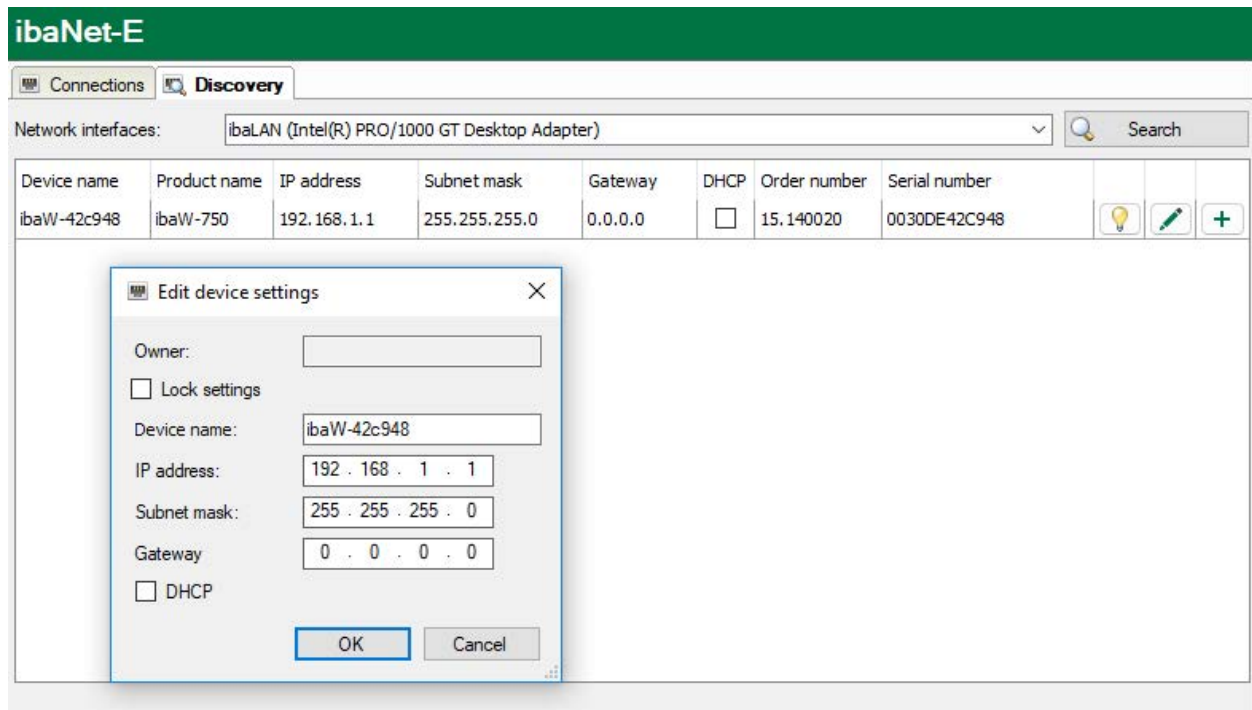 ibaNet-E
Connections Discovery
Network interfaces: ibaLAN (Intel(R) PRO/1000 GT Desktop Adapter) Search
Device name Product name IP address Subnet mask Gateway DHCP Order number Serial number
ibaW-42c948 ibaW-750 192.168.1.1 255.255.255.0 0.0.0.0 15.140020 0030DE42C948
Edit device settings
Owner:
Lock settings
Device name: ibaW-42c948
IP address: 192 . 168 . 1 . 1
Subnet mask: 255 . 255 . 255 . 0
Gateway 0 . 0 . 0 . 0
DHCP
OK Cancel